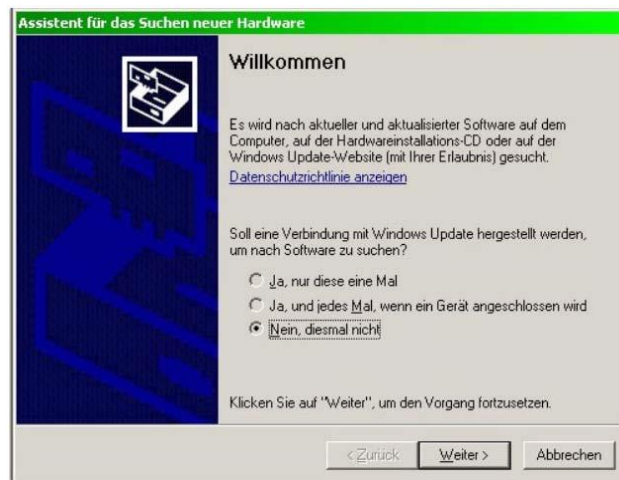 Assistent für das Suchen neuer Hardware
Willkommen
Es wird nach aktueller und aktualisierter Software auf dem
Computer, auf der Hardwareinstallations-CD oder auf der
Windows Update-Website (mit Ihrer Erlaubnis) gesucht.
Datenschutzrichtlinie anzeigen
Soll eine Verbindung mit Windows Update hergestellt werden,
um nach Software zu suchen?
Ja, nur diese eine Mal
Ja, und jedes Mal, wenn ein Gerät angeschlossen wird
Nein, diesmal nicht
Klicken Sie auf "Weiter", um den Vorgang fortzusetzen.
< Zurück Weiter > Abbrechen